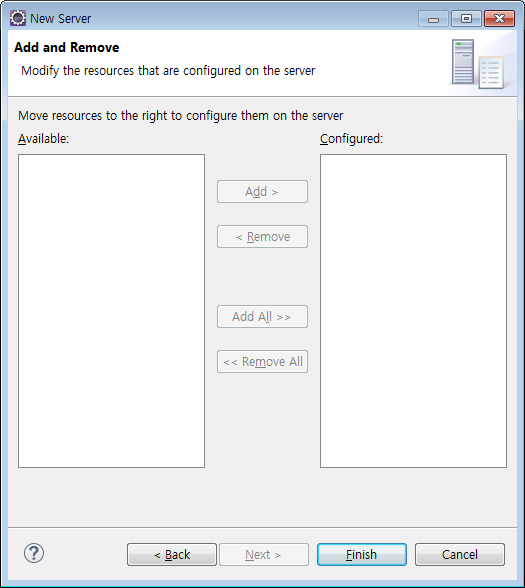 New Server
Add and Remove
Modify the resources that are configured on the server
Move resources to the right to configure them on the server
Available:
Configured:
Add >
< Remove
Add All >>
<< Remove All
?
< Back
Next >
Finish
Cancel